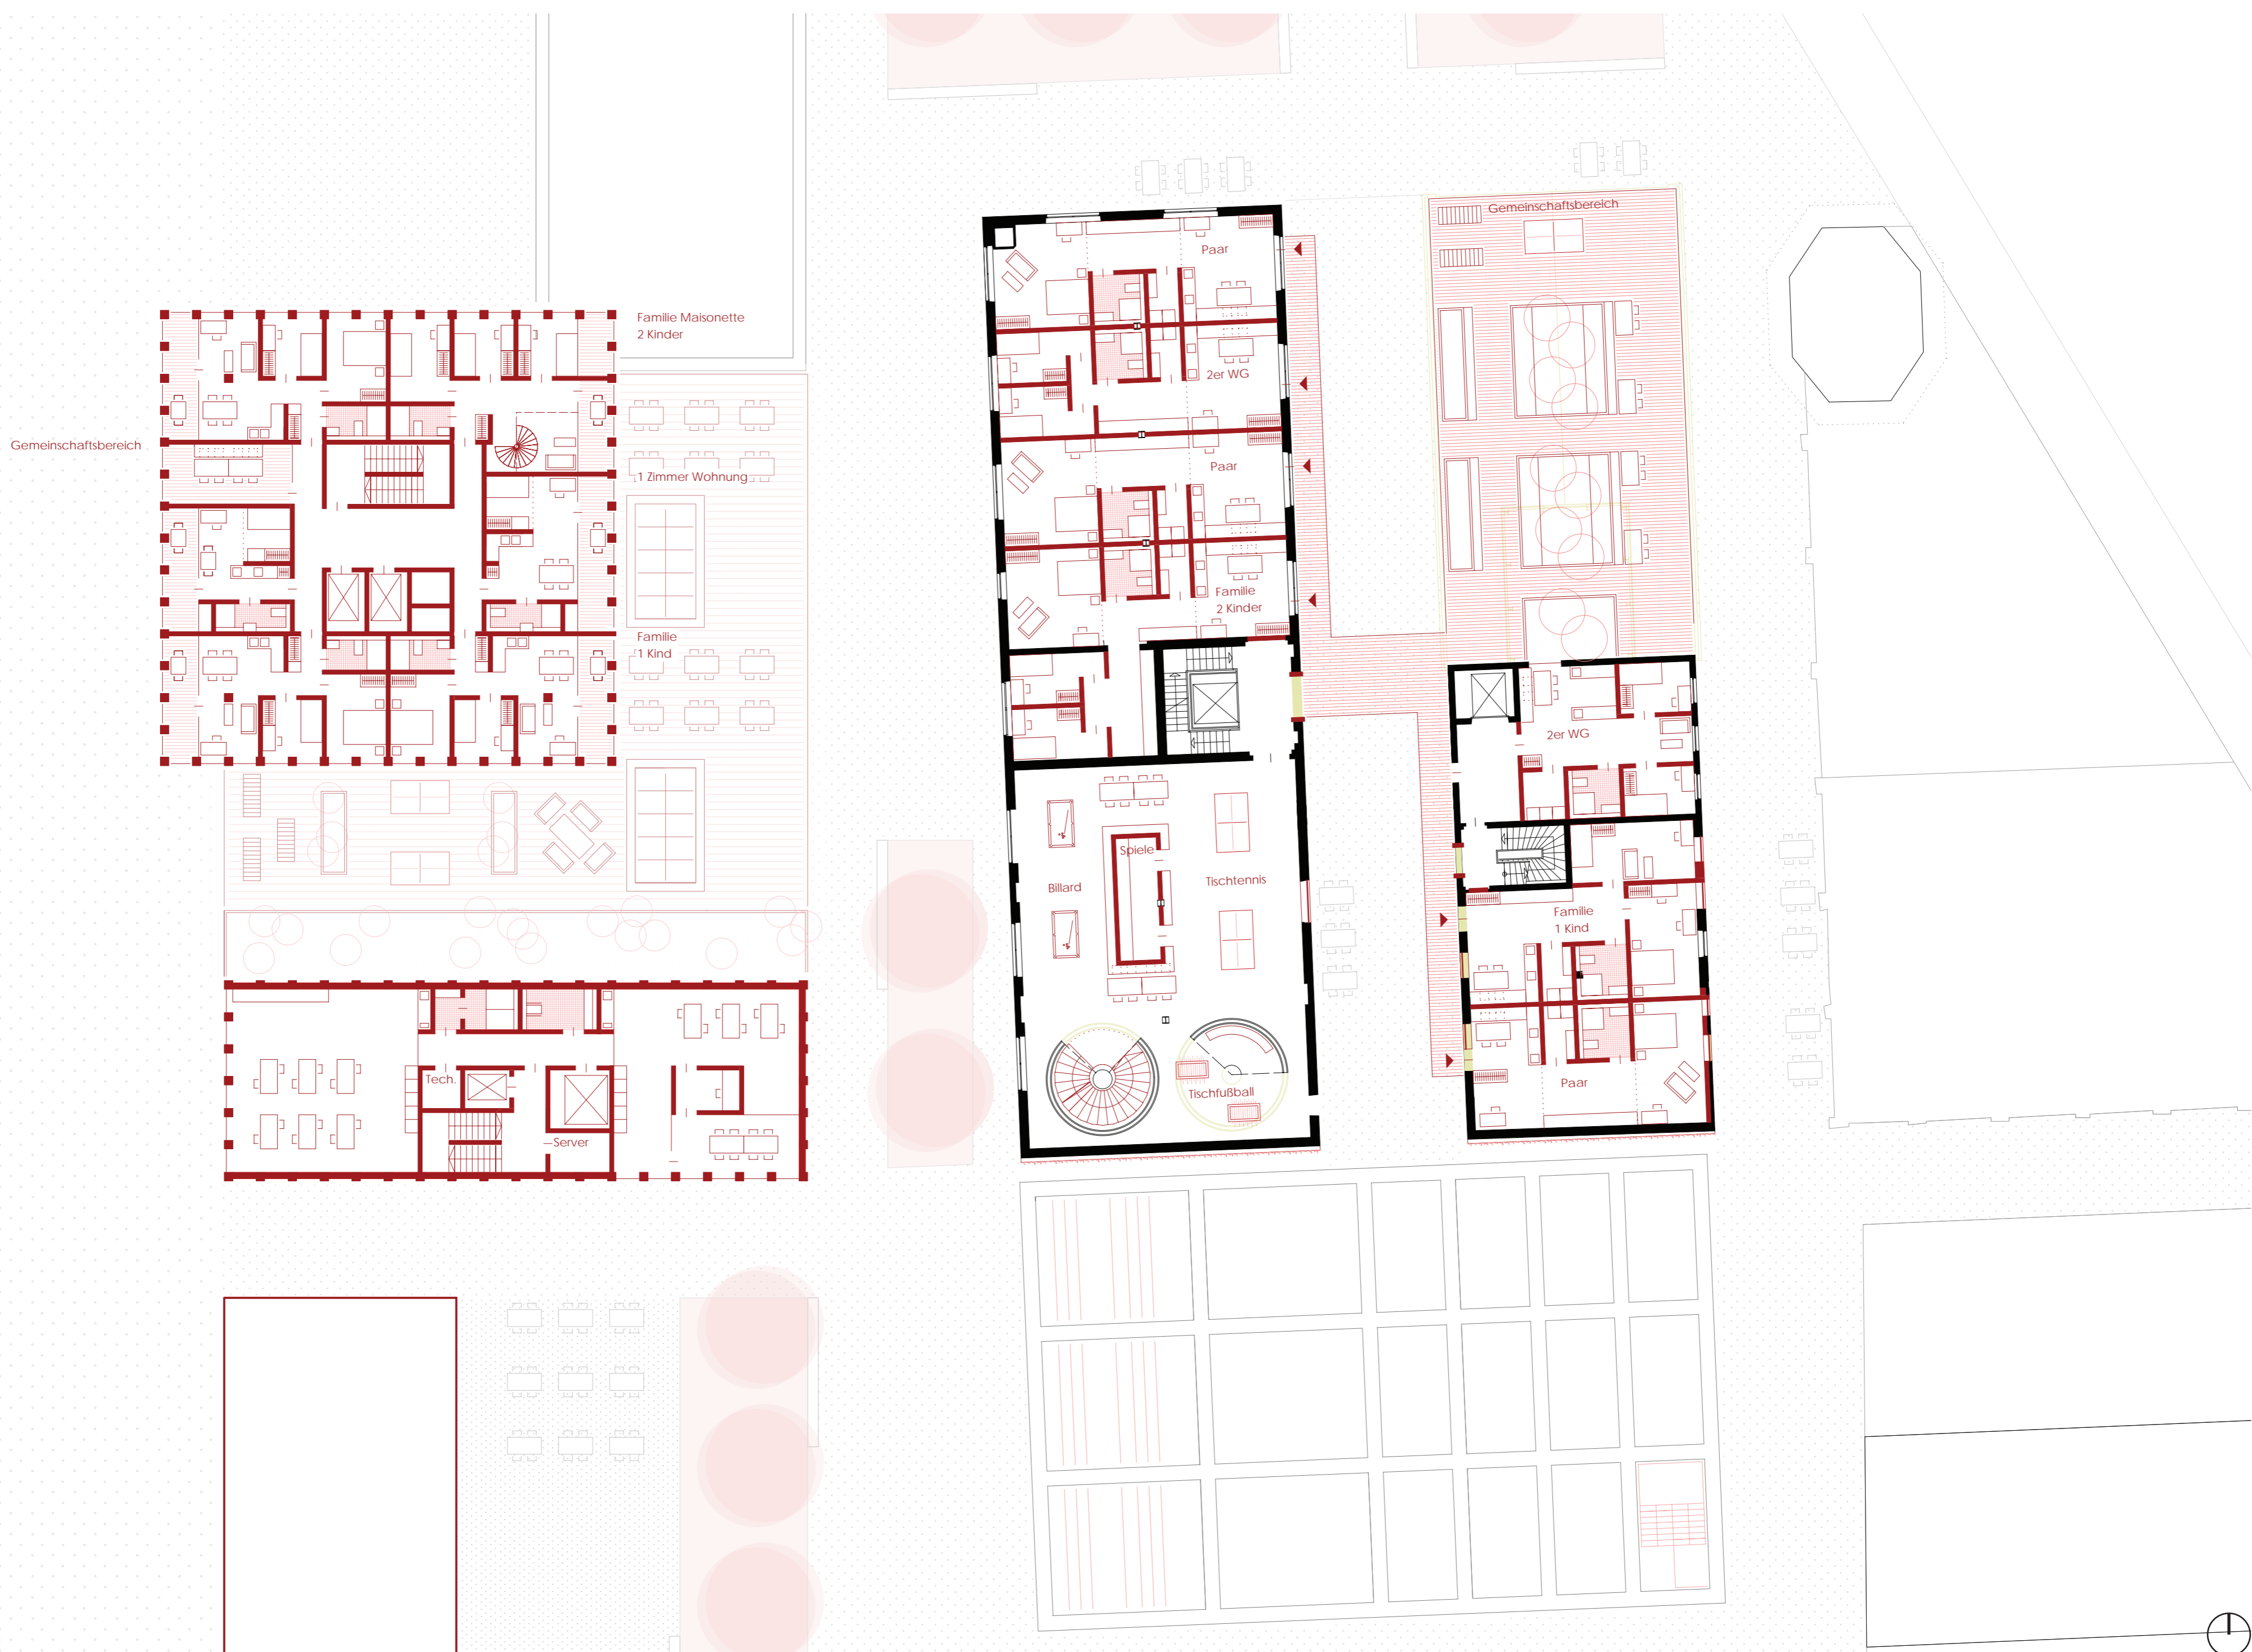 Familie Maisonette
2 Kinder
Gemeinschaftsbereich
1 Zimmer Wohnung
Familie
1 Kind
Tech.
Server
Paar
2er WG
Paar
Familie
2 Kinder
Spiele
Billard
Tischtennis
Tischfußball
Gemeinschaftsbereich
2er WG
Familie
1 Kind
Paar